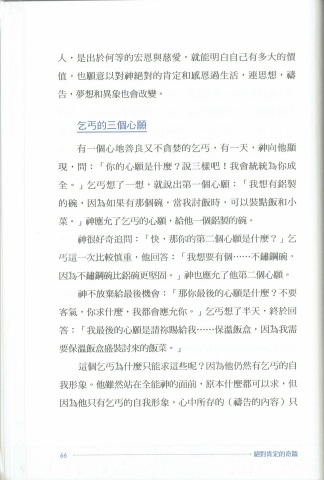 人，是出於何等的宏恩與慈愛，就能明白自己有多大的價
值，也願意以對神絕對的肯定和感恩過生活，連思想，禱
告，夢想和異象也會改變。
乞丐的三個心願
有一個心地善良又不貪婪的乞丐，有一天，神向他顯
現，問：「你的心願是什麼？說三樣吧！我會統統為你成
全。」乞丐想了一想，就說出第一個心願：「我想有鋁製
的碗，因為如果有那個碗，當我討飯時，可以裝點飯和小
菜。」神應允了乞丐的心願，給他一個鋁製的碗。
神很好奇追問：「快，那你的第二個心願是什麼？」乞
丐這一次比較慎重，他回答：「我想要有個……不鏽鋼碗，
因為不鏽鋼碗比鋁碗更堅固。」神也應允了他第二個心願。
神不放棄給最後機會：「那你最後的心願是什麼？不要
客氣，你求什麼，我都會應允你。」乞丐想了半天，終於回
答：「我最後的心願是請祢賜給我……保溫飯盒，因為我需
要保溫飯盒盛裝討來的飯菜。」
這個乞丐為什麼只能求這些呢？因為他仍然有乞丐的自
我形象。他雖然站在全能神的面前，原本什麼都可以求，但
因為他只有乞丐的自我形象，心中所存的（禱告的內容）只
66
絕對肯定的奇蹟